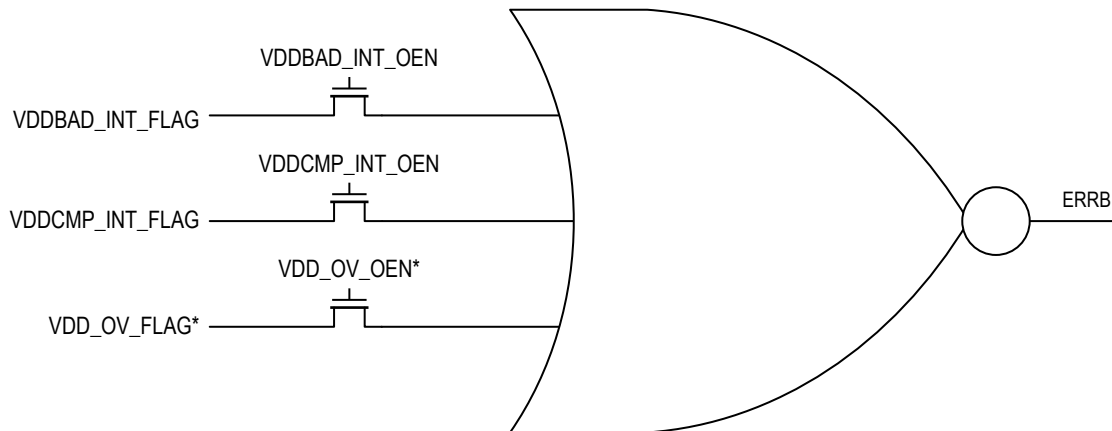 VDDBAD_INT_OEN
VDDBAD_INT_FLAG
VDDCMP_INT_OEN
VDDCMP_INT_FLAG
ERRB
VDD_OV_OEN*
VDD_OV_FLAG*